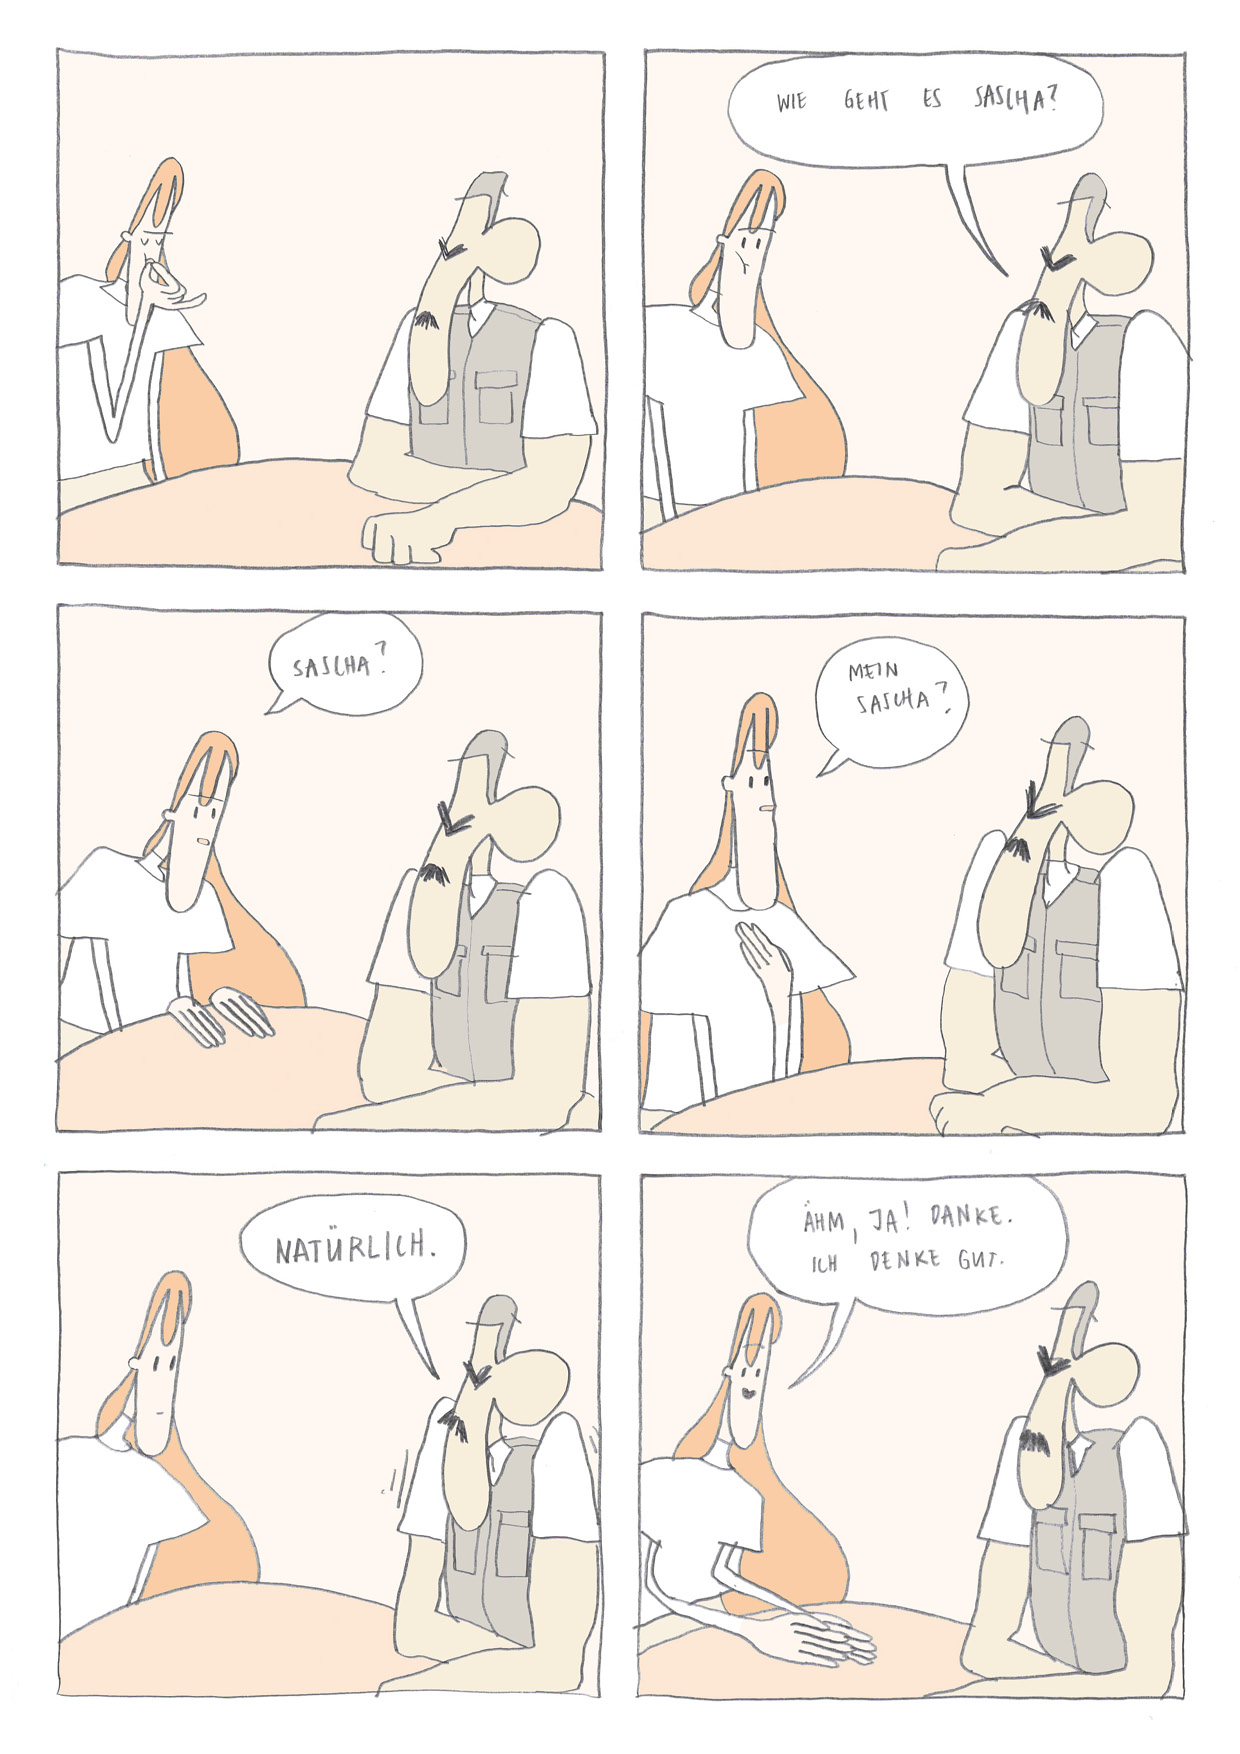 WIE GEHT ES SASCHA?
SASCHA?
MEIN
SASCHA?
NATÜRLICH.
ÄHM, JA! DANKE.
ICH DENKE GUT.